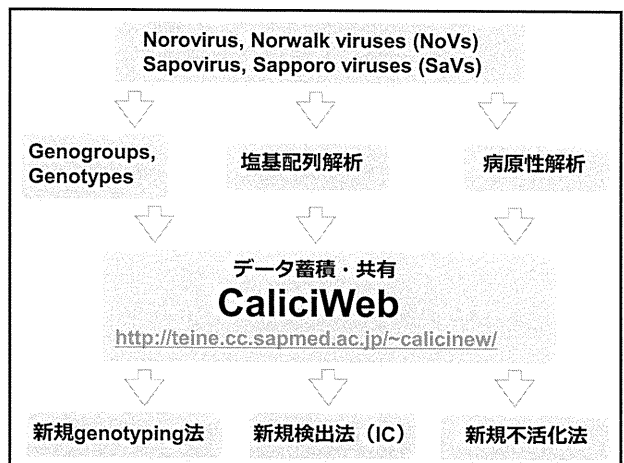 Norovirus, Norwalk viruses (NoVs)
Sapovirus, Sapporo viruses (SaVs)
Genogroups,
Genotypes
塩基配列解析
病原性解析
データ蓄積・共有
CaliciWeb
http://teine.cc.sapmed.ac.jp/~calicinew/
新規genotyping法
新規検出法（IC）
新規不活化法